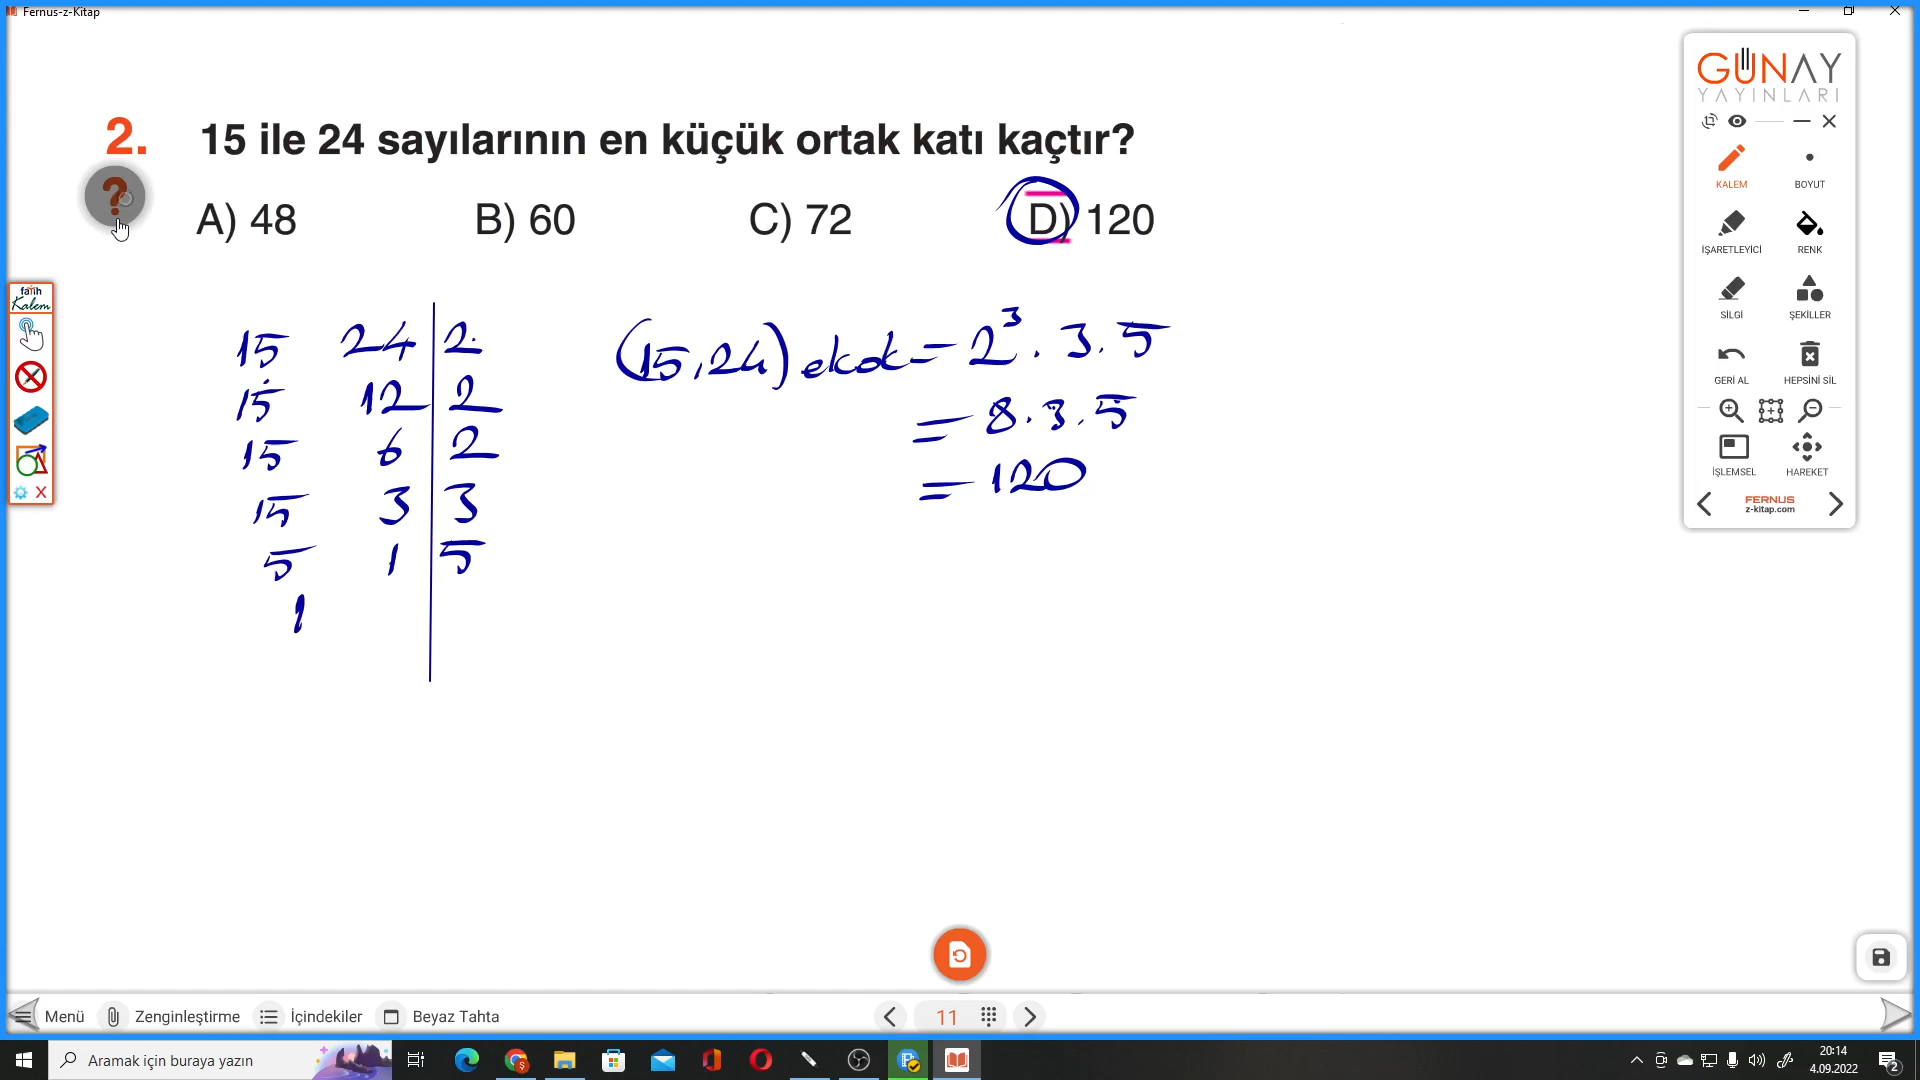 Fernus-z-Kitap
2. 15 ile 24 sayılarının en küçük ortak katı kaçtır?
?
A) 48 B) 60 C) 72 D) 120
15 24 2
15 12 2
15 6 2
15 3 3
5 1 5
1
(15,24) ekok = 2³ . 3 . 5
= 8 . 3 . 5
= 120
fatih
Kalem
X
GÜNAY
YAYINLARI
KALEM BOYUT
İŞARETLEYİCİ RENK
SİLGİ ŞEKİLLER
GERİ AL HEPSİNİ SİL
İŞLEMSEL HAREKET
FERNUS
z-kitap.com
Menü Zenginleştirme İçindekiler Beyaz Tahta 11
Aramak için buraya yazın
20:14
4.09.2022
2